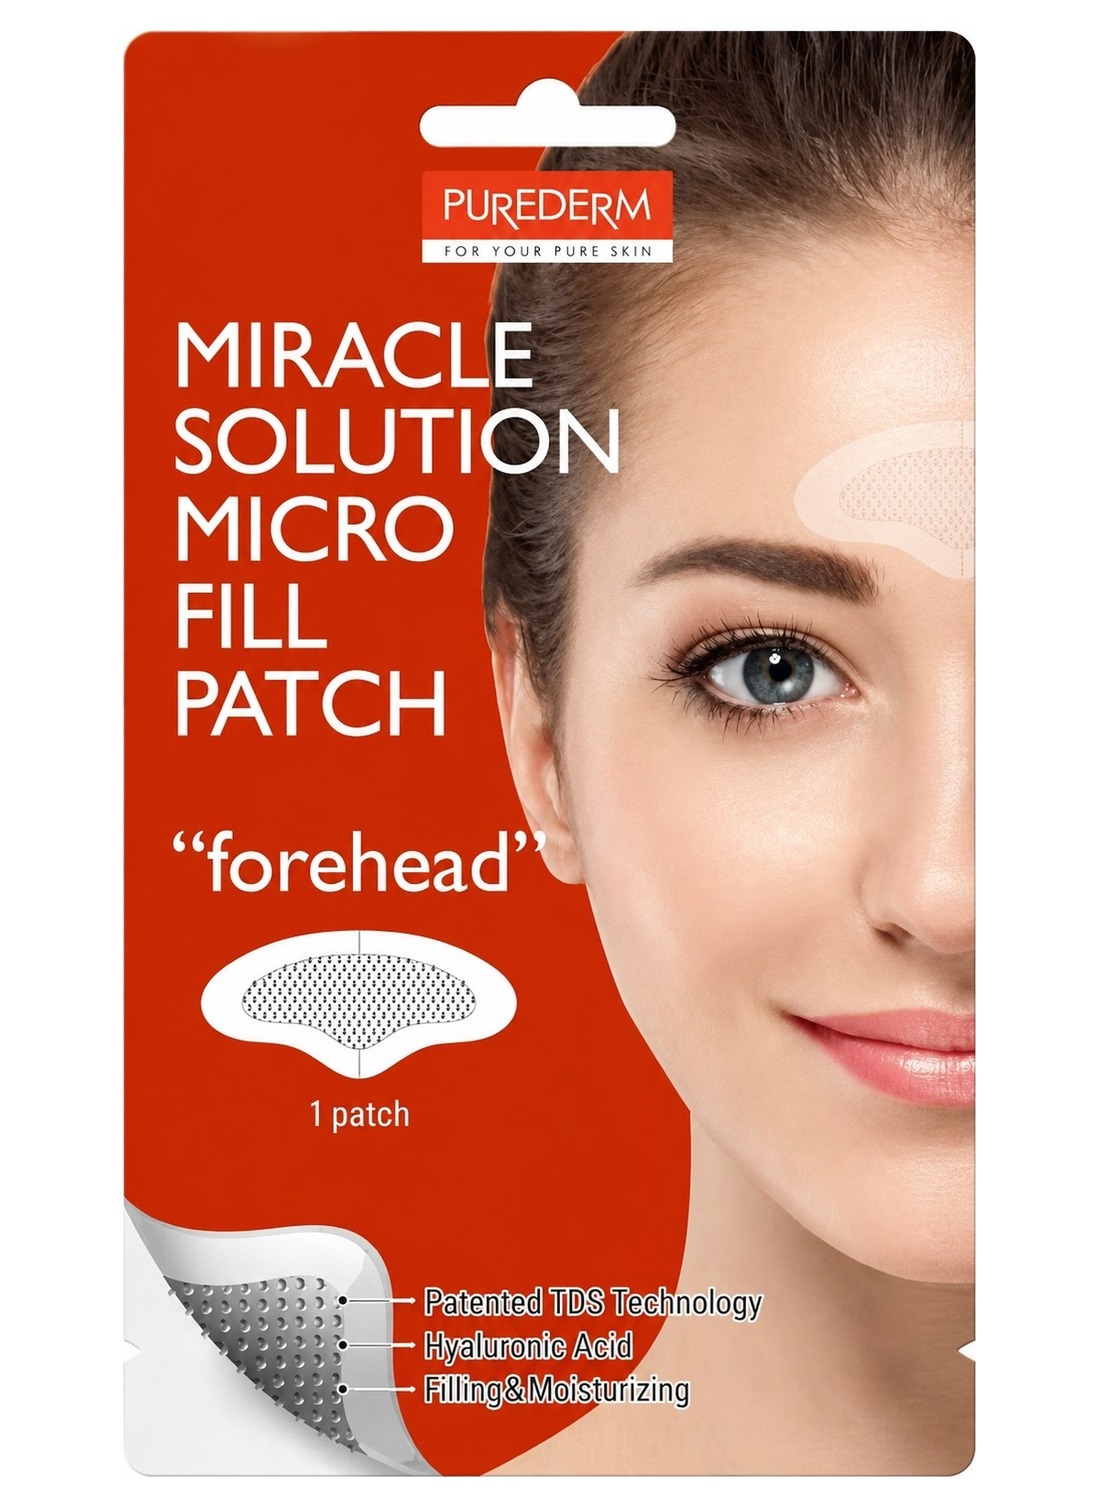 PUREDERM
FOR YOUR PURE SKIN
MIRACLE
SOLUTION
MICRO
FILL
PATCH
“forehead”
1 patch
Patented TDS Technology
Hyaluronic Acid
Filling&Moisturizing